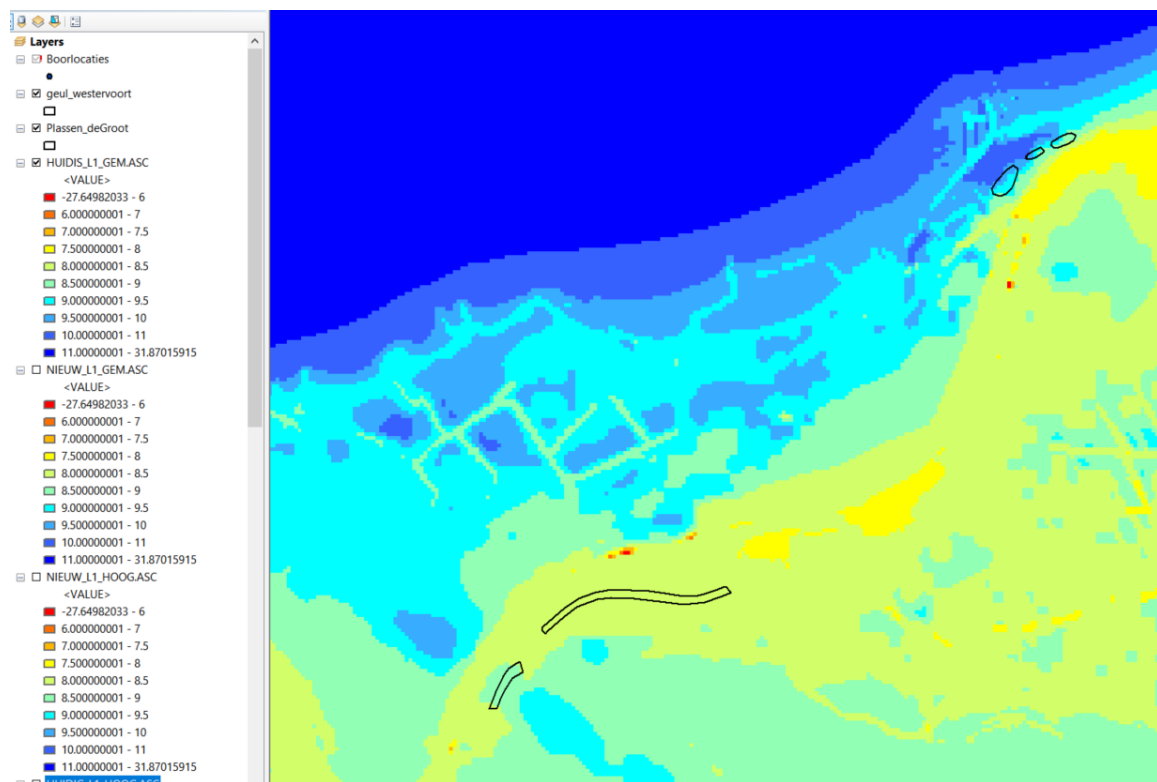 Layers
Boorlocaties
geul_westervoort
Plassen_deGroot
HUIDIS_L1_GEM.ASC
<VALUE>
-27.64982033 - 6
6.000000001 - 7
7.000000001 - 7.5
7.500000001 - 8
8.000000001 - 8.5
8.500000001 - 9
9.000000001 - 9.5
9.500000001 - 10
10.00000001 - 11
11.00000001 - 31.87015915
NIEUW_L1_GEM.ASC
<VALUE>
-27.64982033 - 6
6.000000001 - 7
7.000000001 - 7.5
7.500000001 - 8
8.000000001 - 8.5
8.500000001 - 9
9.000000001 - 9.5
9.500000001 - 10
10.00000001 - 11
11.00000001 - 31.87015915
NIEUW_L1_HOOG.ASC
<VALUE>
-27.64982033 - 6
6.000000001 - 7
7.000000001 - 7.5
7.500000001 - 8
8.000000001 - 8.5
8.500000001 - 9
9.000000001 - 9.5
9.500000001 - 10
10.00000001 - 11
11.00000001 - 31.87015915
HUIDIG_L1_HOOG.ASC